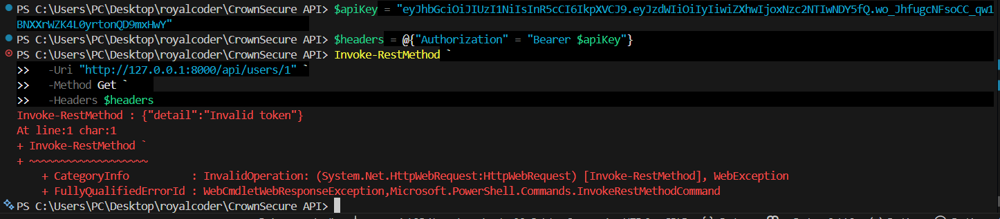 PS C:\Users\PC\Desktop\royalcoder\CrownSecure API> $apiKey = "eyJhbGciOiJIUzI1NiIsInR5cCI6IkpXVCJ9.eyJzdWIiOiIyIiwiZXhwIjoxNzc2NTIwNDY5fQ.wo_JhfugcNFsoCC_qw1
BNXXrWZK4L0yrtonQD9mxHwY"
PS C:\Users\PC\Desktop\royalcoder\CrownSecure API> $headers = @{"Authorization" = "Bearer $apiKey"}
PS C:\Users\PC\Desktop\royalcoder\CrownSecure API> Invoke-RestMethod `
>>   -Uri "http://127.0.0.1:8000/api/users/1" `
>>   -Method Get `
>>   -Headers $headers
Invoke-RestMethod : {"detail":"Invalid token"}
At line:1 char:1
+ Invoke-RestMethod `
+ ~~~~~~~~~~~~~~~~~~~
    + CategoryInfo          : InvalidOperation: (System.Net.HttpWebRequest:HttpWebRequest) [Invoke-RestMethod], WebException
    + FullyQualifiedErrorId : WebCmdletWebResponseException,Microsoft.PowerShell.Commands.InvokeRestMethodCommand
PS C:\Users\PC\Desktop\royalcoder\CrownSecure API>